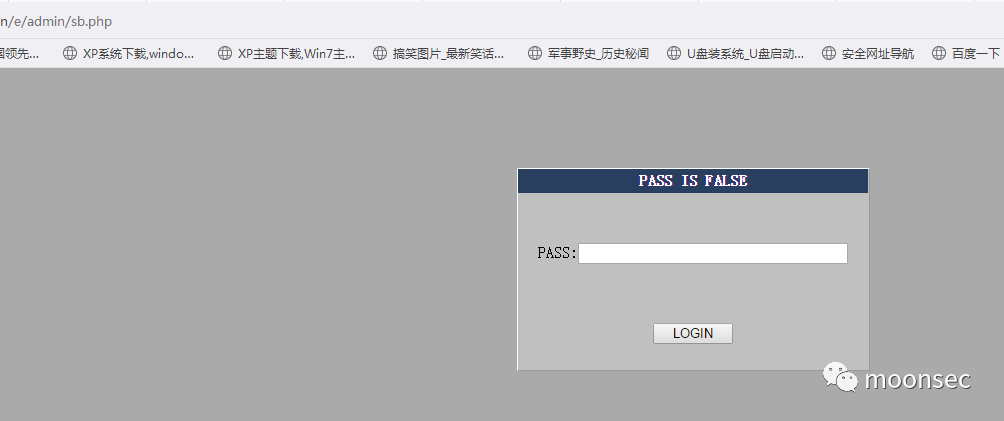 n/e/admin/sb.php
国领先... XP系统下载,windo... XP主题下载,Win7主... 搞笑图片_最新笑话... 军事野史_历史秘闻 U盘装系统_U盘启动... 安全网址导航 百度一下
PASS IS FALSE
PASS:
LOGIN
moonsec